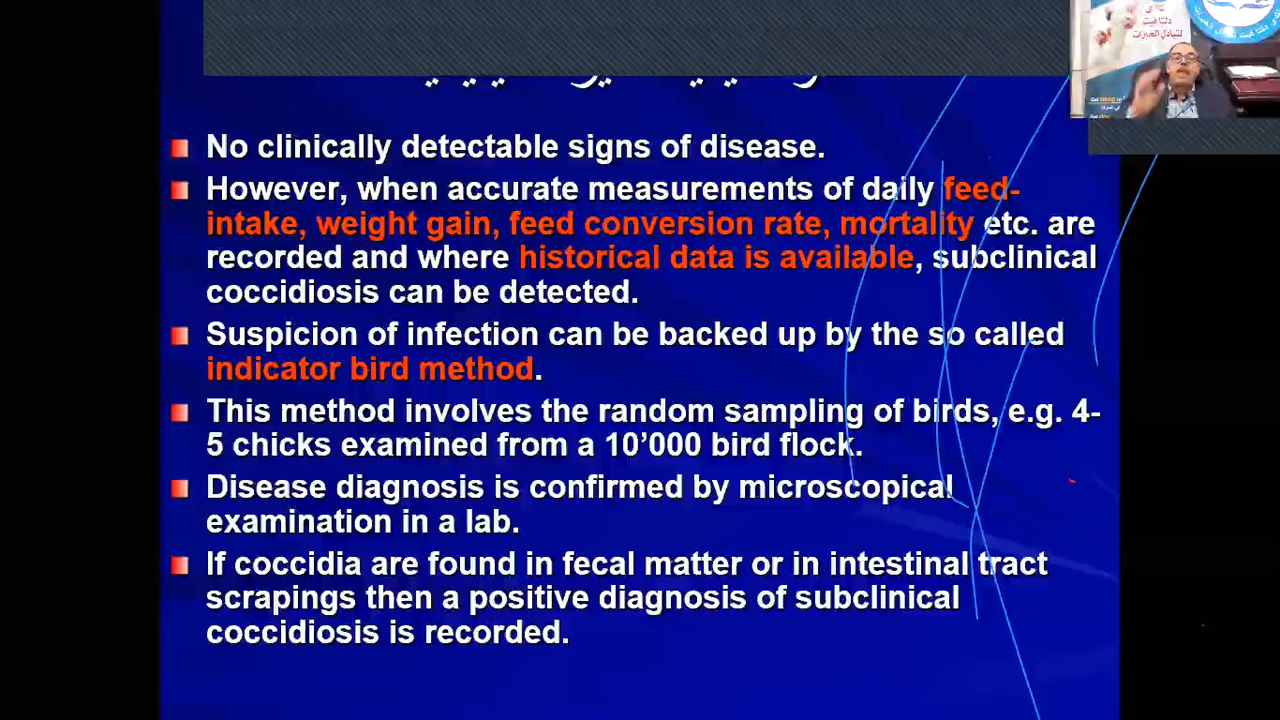 دلتا فيت
لتبادل الخبرات
No clinically detectable signs of disease.
However, when accurate measurements of daily feed-
intake, weight gain, feed conversion rate, mortality etc. are
recorded and where historical data is available, subclinical
coccidiosis can be detected.
Suspicion of infection can be backed up by the so called
indicator bird method.
This method involves the random sampling of birds, e.g. 4-
5 chicks examined from a 10’000 bird flock.
Disease diagnosis is confirmed by microscopical
examination in a lab.
If coccidia are found in fecal matter or in intestinal tract
scrapings then a positive diagnosis of subclinical
coccidiosis is recorded.